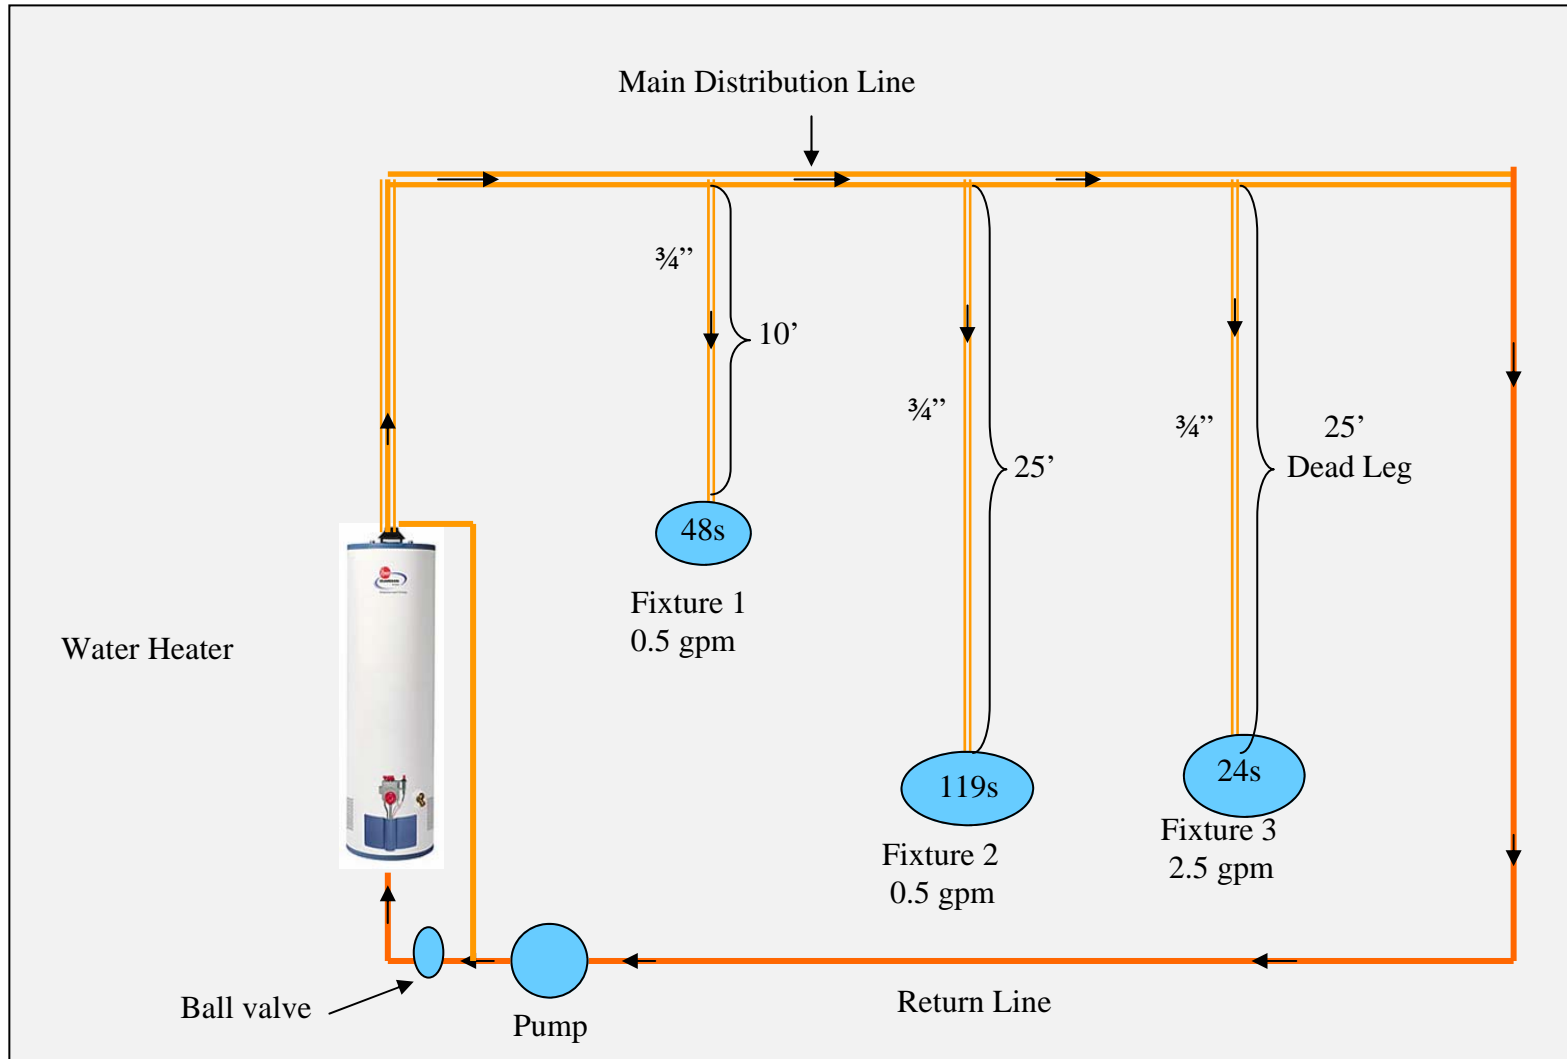 Main Distribution Line
¾”
10’
¾”
25’
¾”
25’
Dead Leg
48s
Fixture 1
0.5 gpm
Water Heater
119s
Fixture 2
0.5 gpm
24s
Fixture 3
2.5 gpm
Ball valve
Pump
Return Line